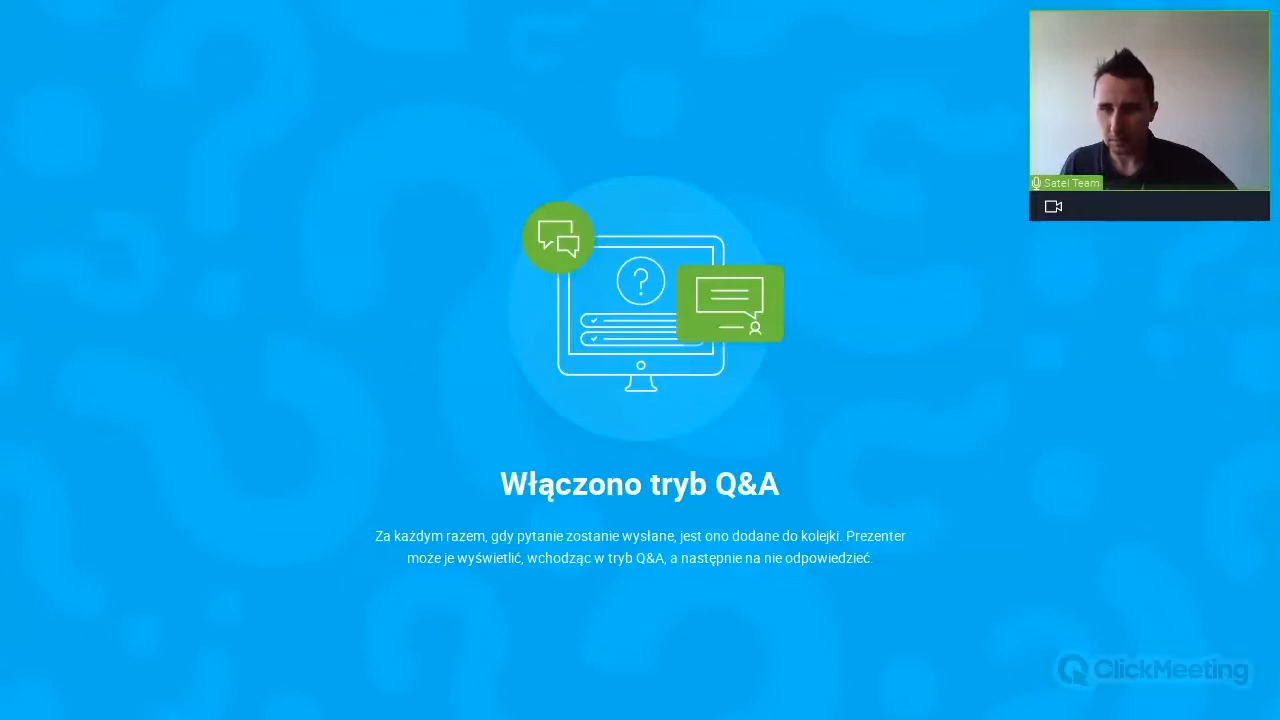 Satel Team
Włączono tryb Q&A
Za każdym razem, gdy pytanie zostanie wysłane, jest ono dodane do kolejki. Prezenter
może je wyświetlić, wchodząc w tryb Q&A, a następnie na nie odpowiedzieć.
ClickMeeting